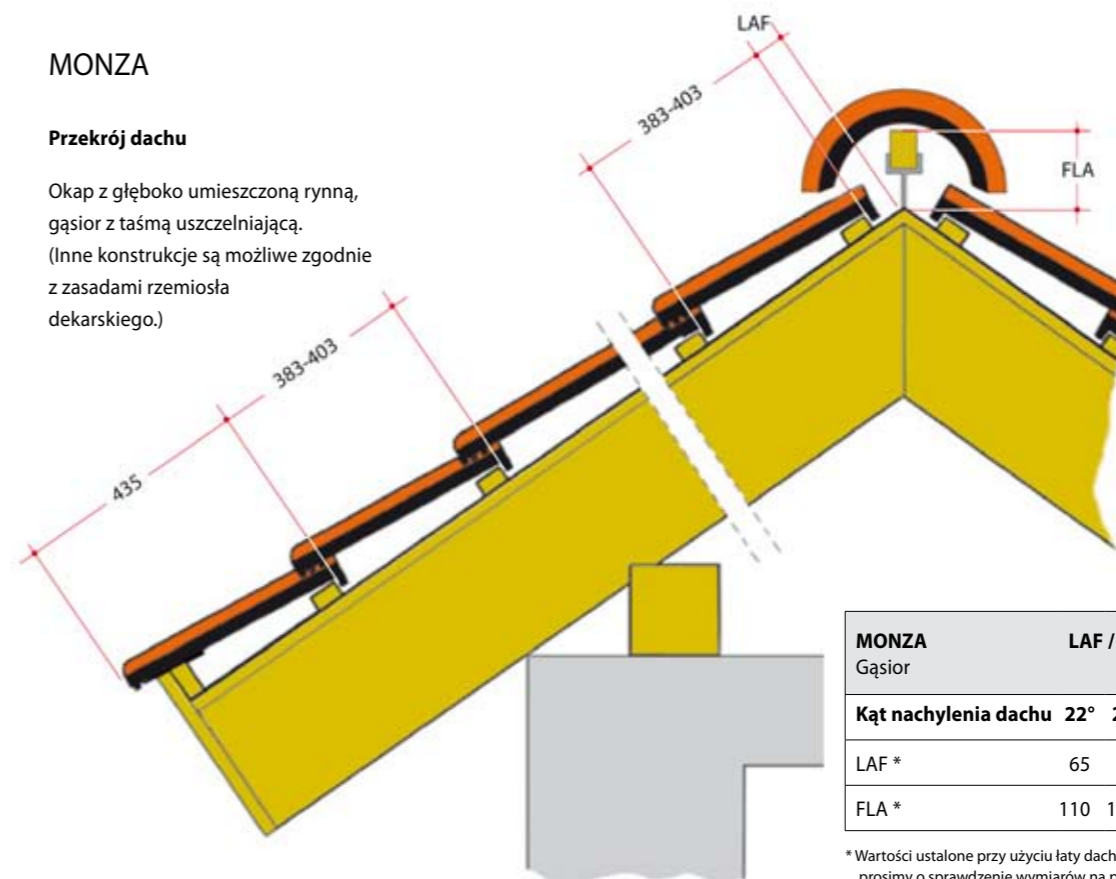 MONZA
Przekrój dachu
Okap z głęboko umieszczoną rynną,
gąsior z taśmą uszczelniającą.
(Inne konstrukcje są możliwe zgodnie
z zasadami rzemiosła
dekarskiego.)
LAF
383-403
FLA
383-403
435
MONZA LAF /
Gąsior
Kąt nachylenia dachu 22°
LAF * 65
FLA * 110
* Wartości ustalone przy użyciu łaty
prosimy o sprawdzenie wymiarów na